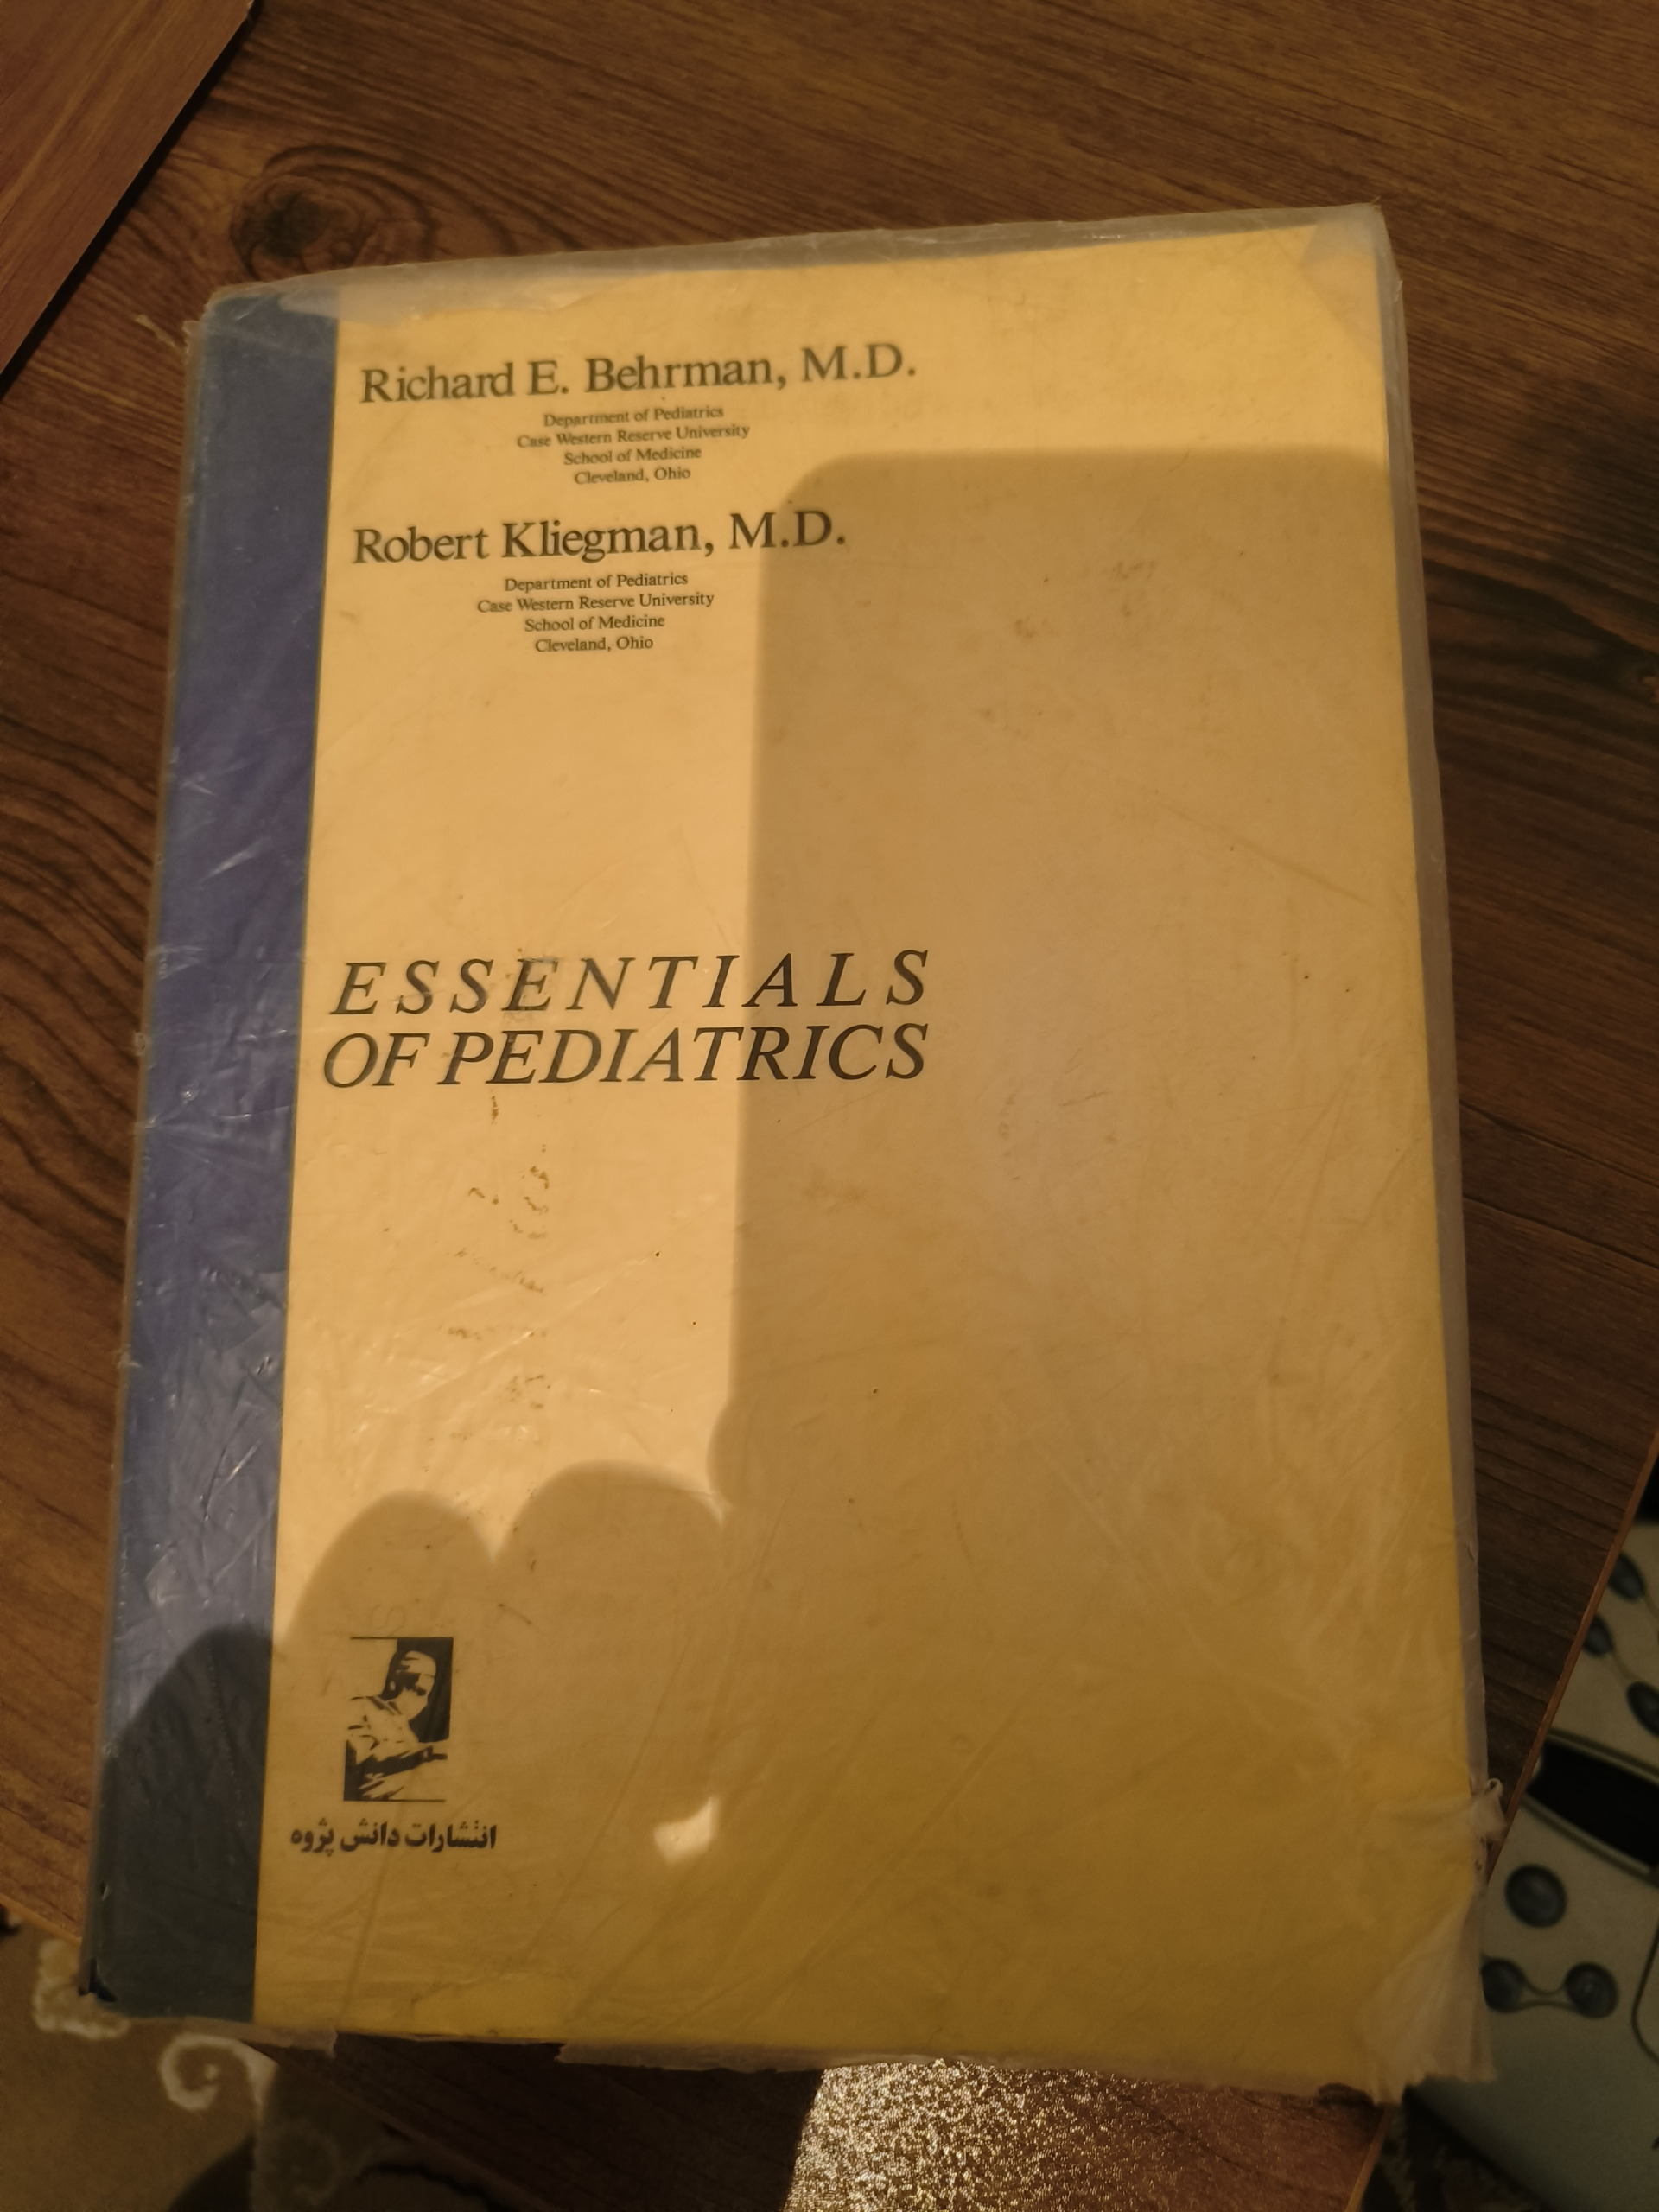 Richard E. Behrman, M.D.
Department of Pediatrics
Case Western Reserve University
School of Medicine
Cleveland, Ohio
Robert Kliegman, M.D.
Department of Pediatrics
Case Western Reserve University
School of Medicine
Cleveland, Ohio
ESSENTIALS
OF PEDIATRICS
انتشارات دانش پژوه